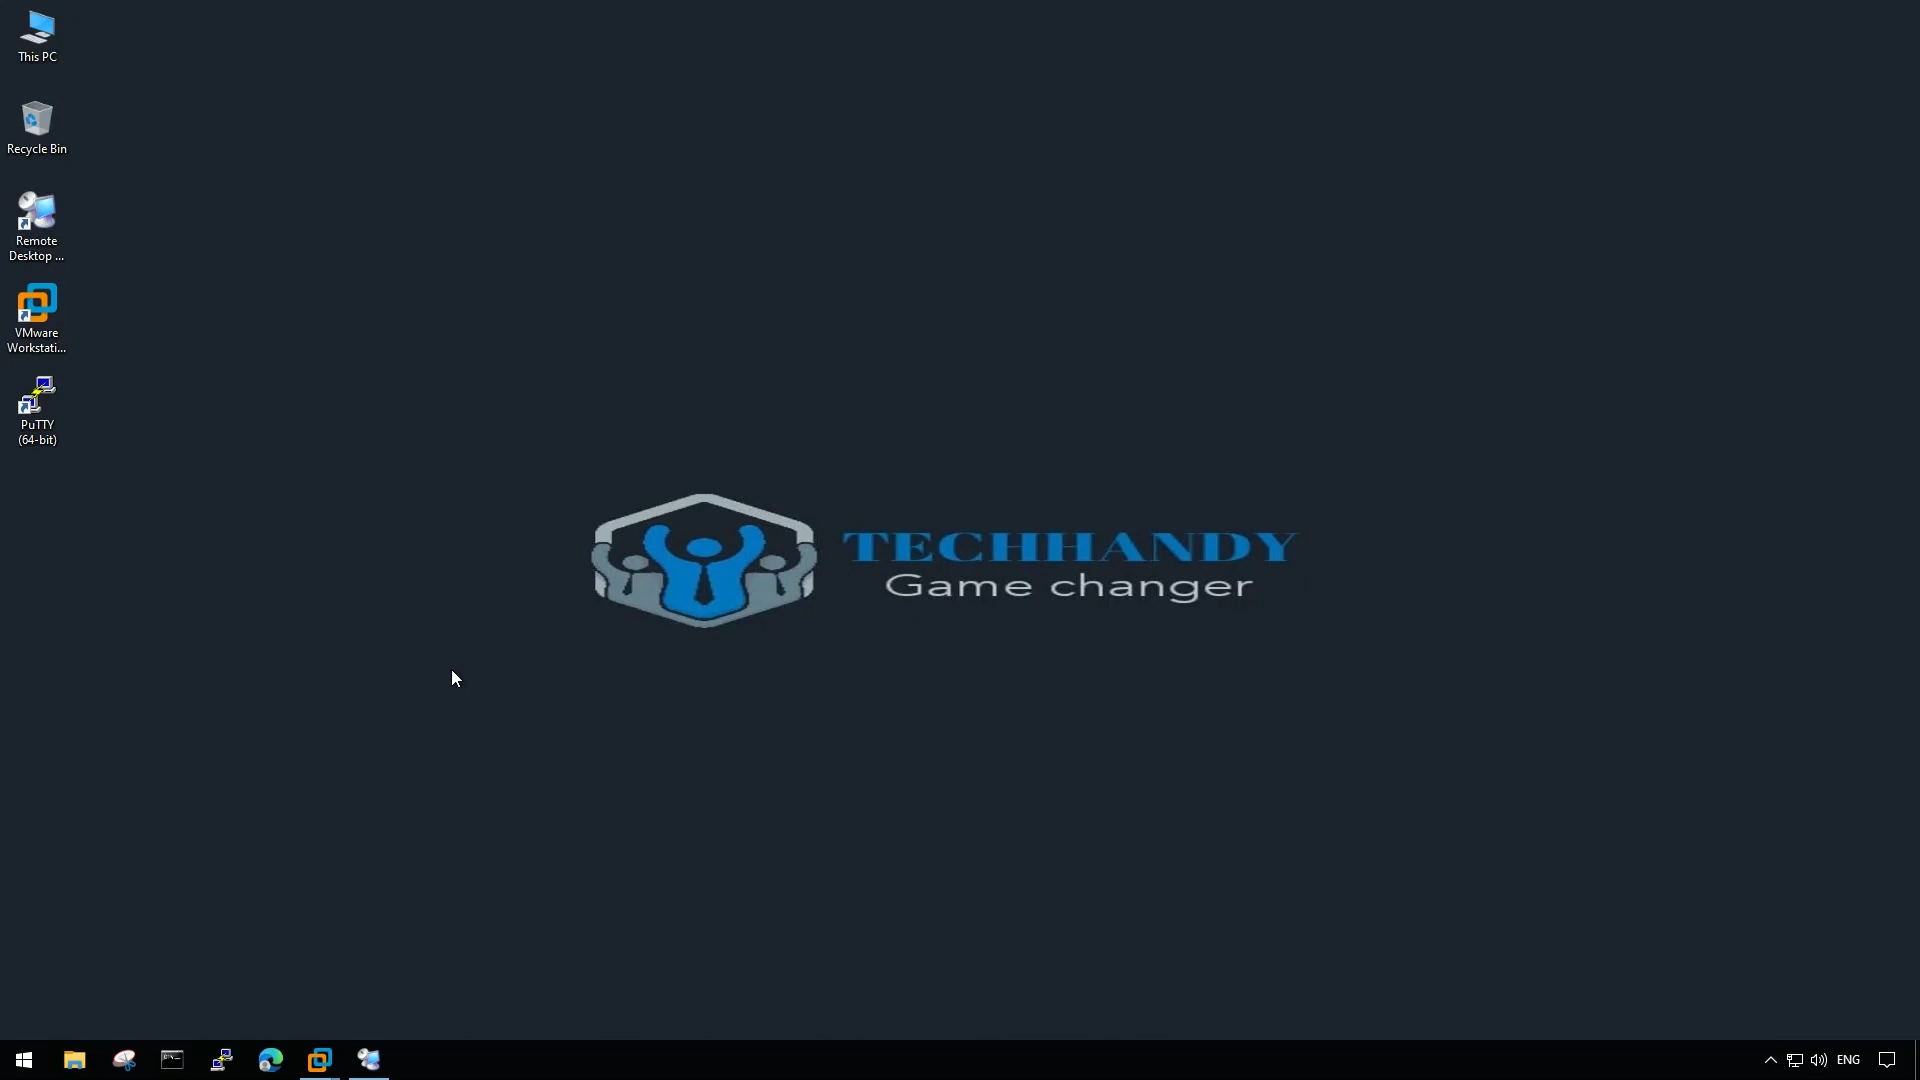 This PC
Recycle Bin
Remote
Desktop ...
VMware
Workstati...
PuTTY
(64-bit)
TECHHANDY
Game changer
ENG